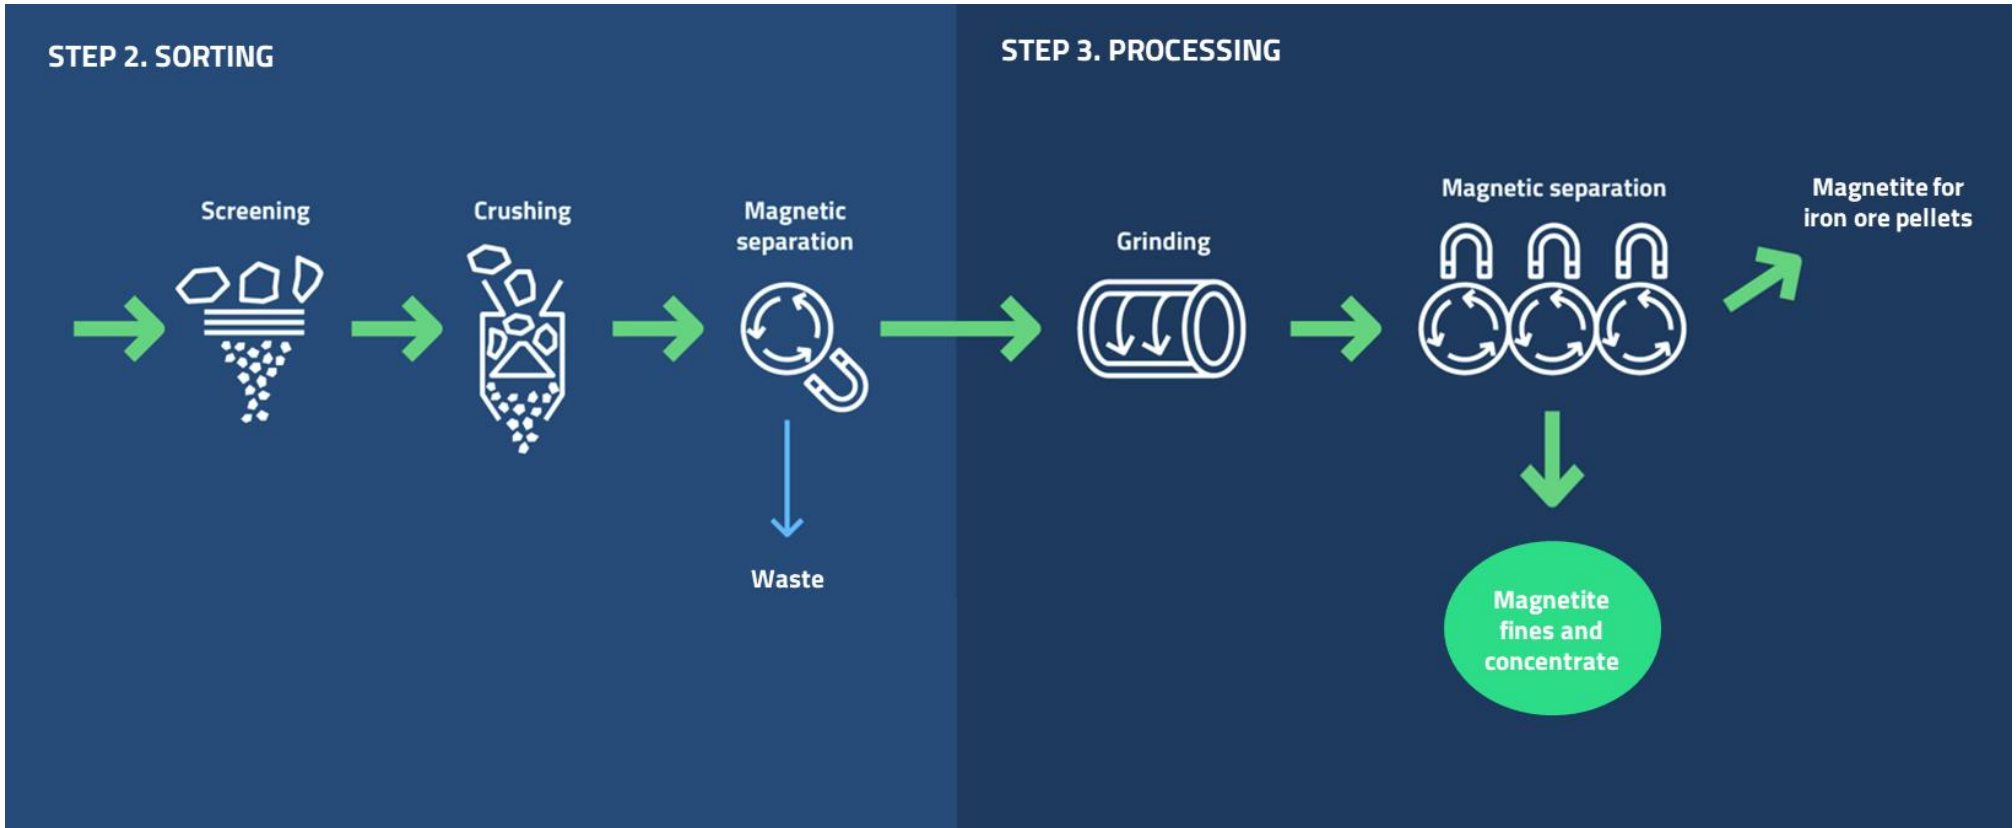 STEP 2. SORTING
Screening
Crushing
Magnetic
separation
Waste
STEP 3. PROCESSING
Grinding
Magnetic separation
Magnetite for
iron ore pellets
Magnetite
fines and
concentrate